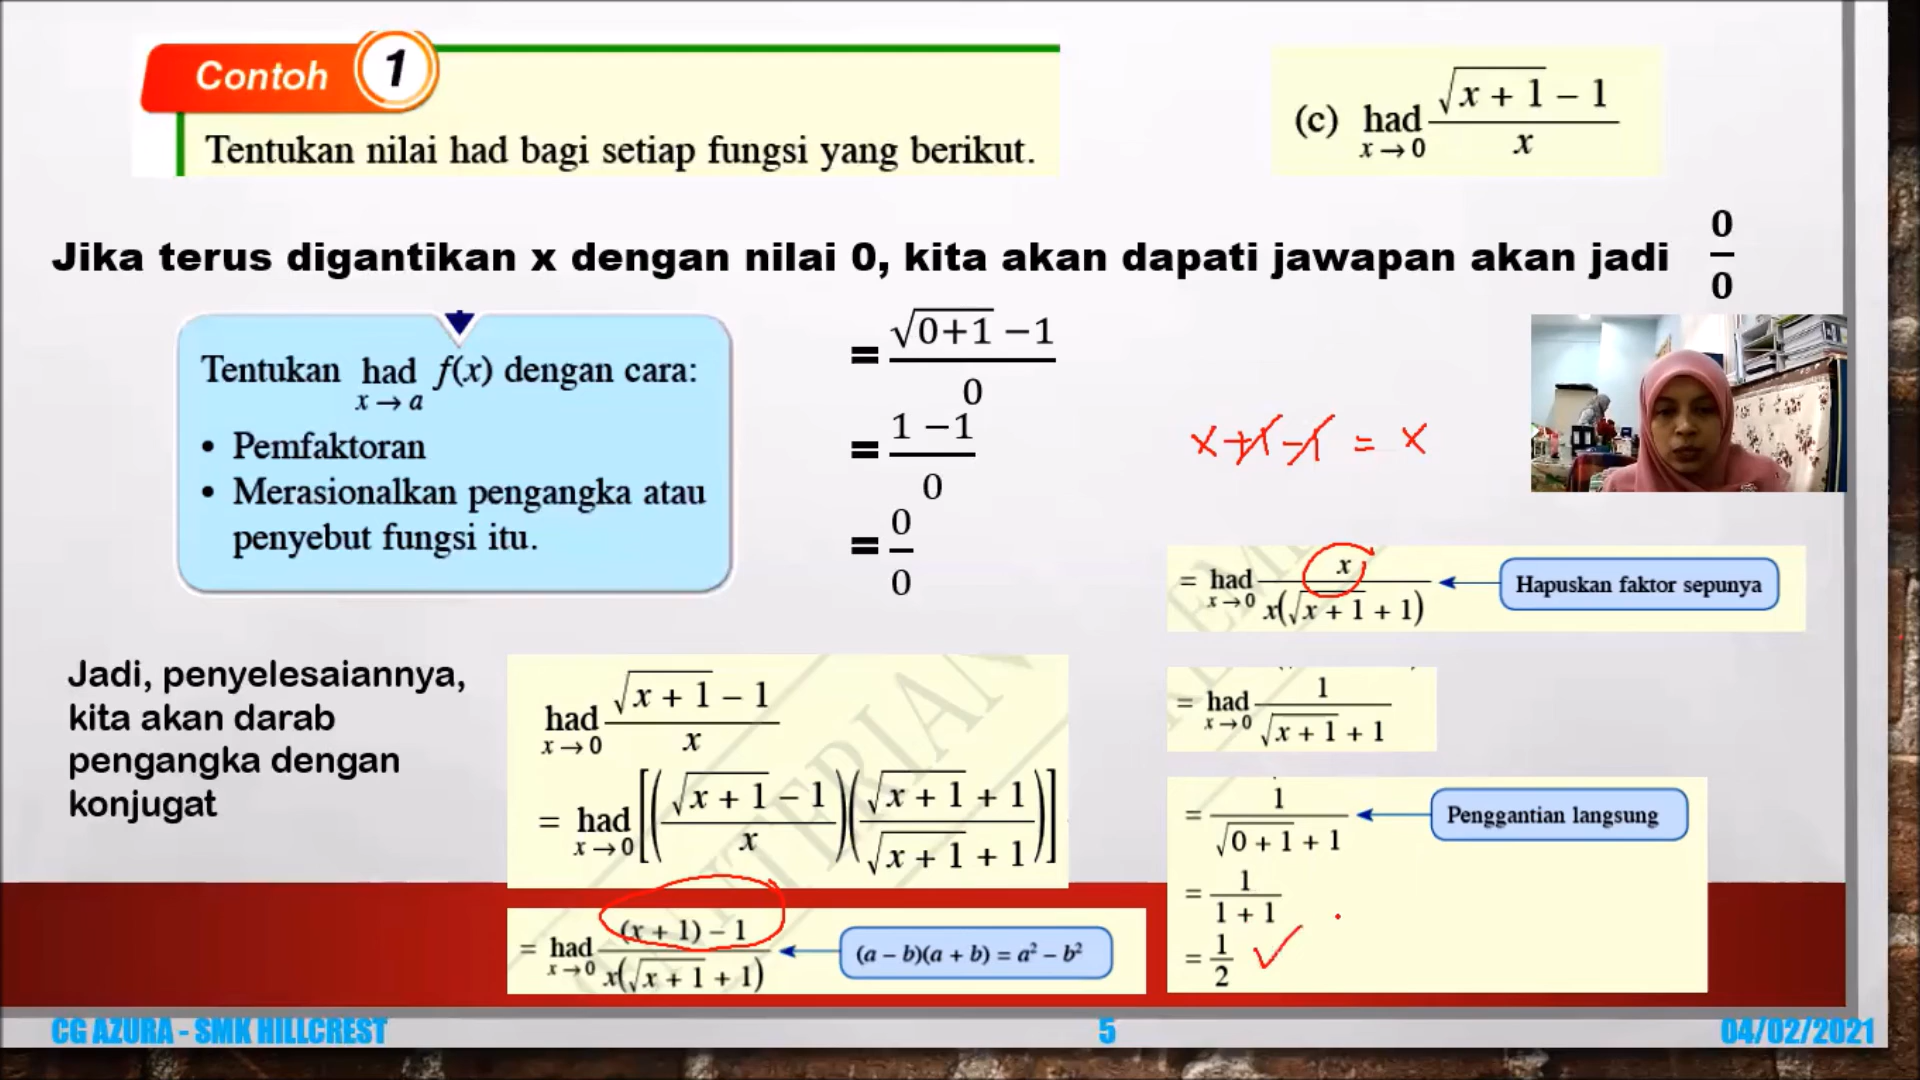 Contoh 1
Tentukan nilai had bagi setiap fungsi yang berikut.
(c) had x→0 (√(x + 1) − 1)/x
Jika terus digantikan x dengan nilai 0, kita akan dapati jawapan akan jadi 0/0
Tentukan had x→a f(x) dengan cara:
• Pemfaktoran
• Merasionalkan pengangka atau
penyebut fungsi itu.
= (√(0+1) −1)/0
= (1 −1)/0
= 0/0
Jadi, penyelesaiannya,
kita akan darab
pengangka dengan
konjugat
had x→0 (√(x + 1) − 1)/x
= had x→0 [((√(x + 1) − 1)/x)((√(x + 1) + 1)/(√(x + 1) + 1))]
= had x→0 ((x + 1) − 1)/(x(√(x + 1) + 1))
(a − b)(a + b) = a² − b²
x+1-1 = x
= had x→0 x/(x(√(x + 1) + 1))
Hapuskan faktor sepunya
= had x→0 1/(√(x + 1) + 1)
= 1/(√(0 + 1) + 1)
Penggantian langsung
= 1/(1 + 1)
= 1/2 ✓
CG AZURA - SMK HILLCREST
5
04/02/2021